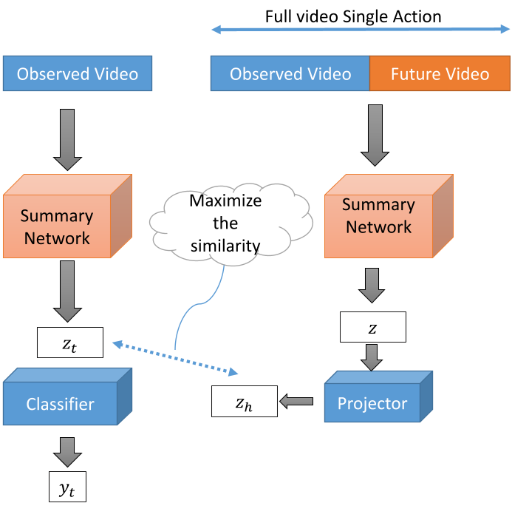 Full video Single Action
Observed Video
Observed Video
Future Video
Summary
Network
Maximize
the
similarity
Summary
Network
z_t
z
Classifier
z_h
Projector
y_t